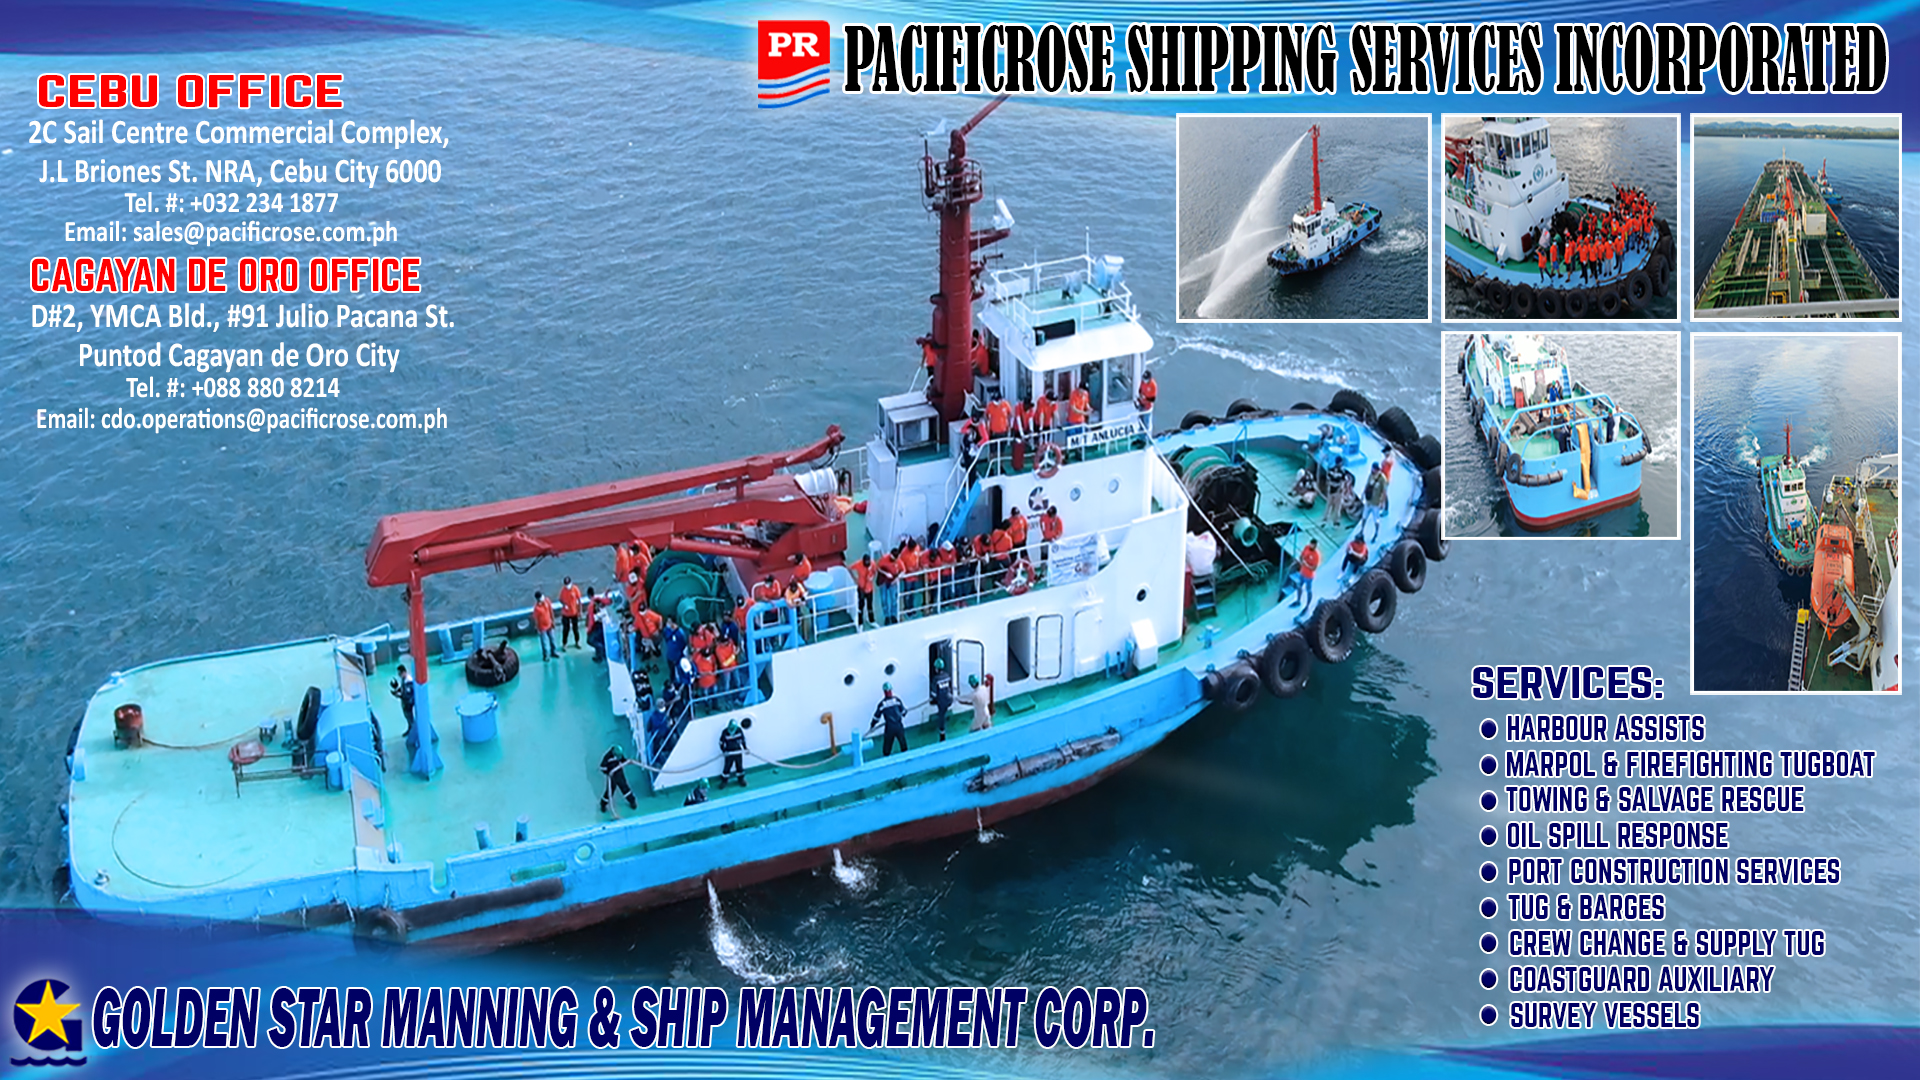 PR
PACIFICROSE SHIPPING SERVICES INCORPORATED
CEBU OFFICE
2C Sail Centre Commercial Complex,
J.L Briones St. NRA, Cebu City 6000
Tel. #: +032 234 1877
Email: sales@pacificrose.com.ph
CAGAYAN DE ORO OFFICE
D#2, YMCA Bld., #91 Julio Pacana St.
Puntod Cagayan de Oro City
Tel. #: +088 880 8214
Email: cdo.operations@pacificrose.com.ph
M/T ANLUCIA
SERVICES:
HARBOUR ASSISTS
MARPOL & FIREFIGHTING TUGBOAT
TOWING & SALVAGE RESCUE
OIL SPILL RESPONSE
PORT CONSTRUCTION SERVICES
TUG & BARGES
CREW CHANGE & SUPPLY TUG
COASTGUARD AUXILIARY
SURVEY VESSELS
GOLDEN STAR MANNING & SHIP MANAGEMENT CORP.